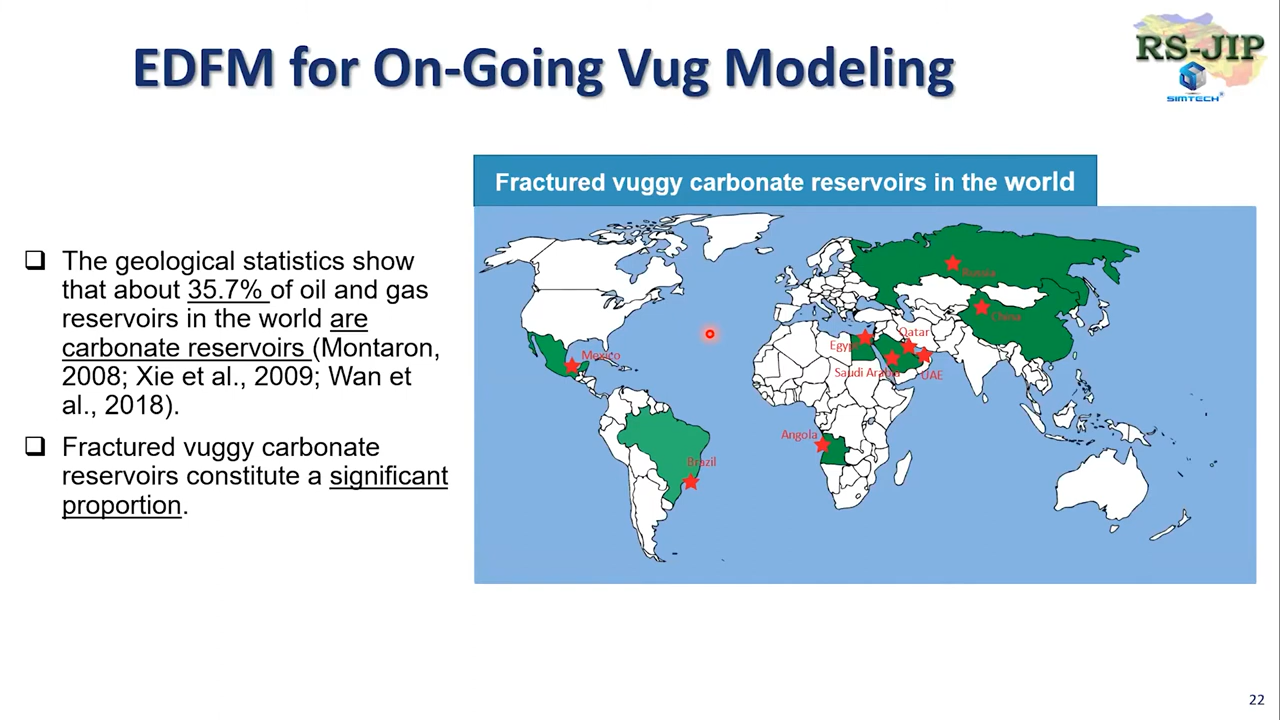 EDFM for On-Going Vug Modeling
RS-JIP
SIMTECH
Fractured vuggy carbonate reservoirs in the world
❑ The geological statistics show
that about 35.7% of oil and gas
reservoirs in the world are
carbonate reservoirs (Montaron,
2008; Xie et al., 2009; Wan et
al., 2018).
❑ Fractured vuggy carbonate
reservoirs constitute a significant
proportion.
Russia
China
Qatar
Egypt
Mexico
Saudi Arabia
UAE
Angola
Brazil
22